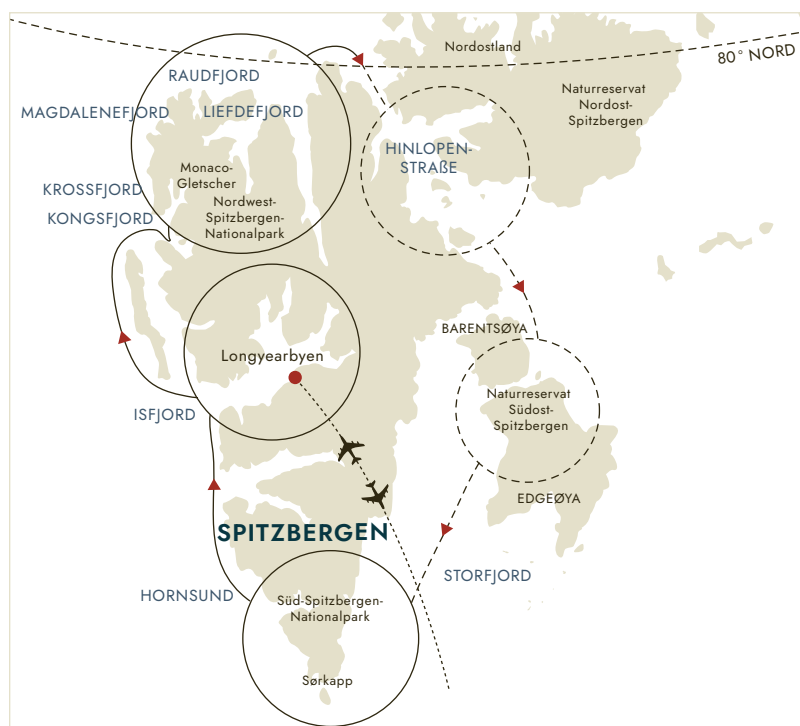 Nordostland
80° NORD
RAUDFJORD
Naturreservat
Nordost-
Spitzbergen
MAGDALENEFJORD
LIEFDEFJORD
HINLOPEN-
STRAßE
Monaco-
Gletscher
KROSSFJORD
Nordwest-
Spitzbergen-
Nationalpark
KONGSFJORD
BARENTSØYA
Longyearbyen
Naturreservat
Südost-
Spitzbergen
ISFJORD
EDGEØYA
SPITZBERGEN
STORFJORD
HORNSUND
Süd-Spitzbergen-
Nationalpark
Sørkapp